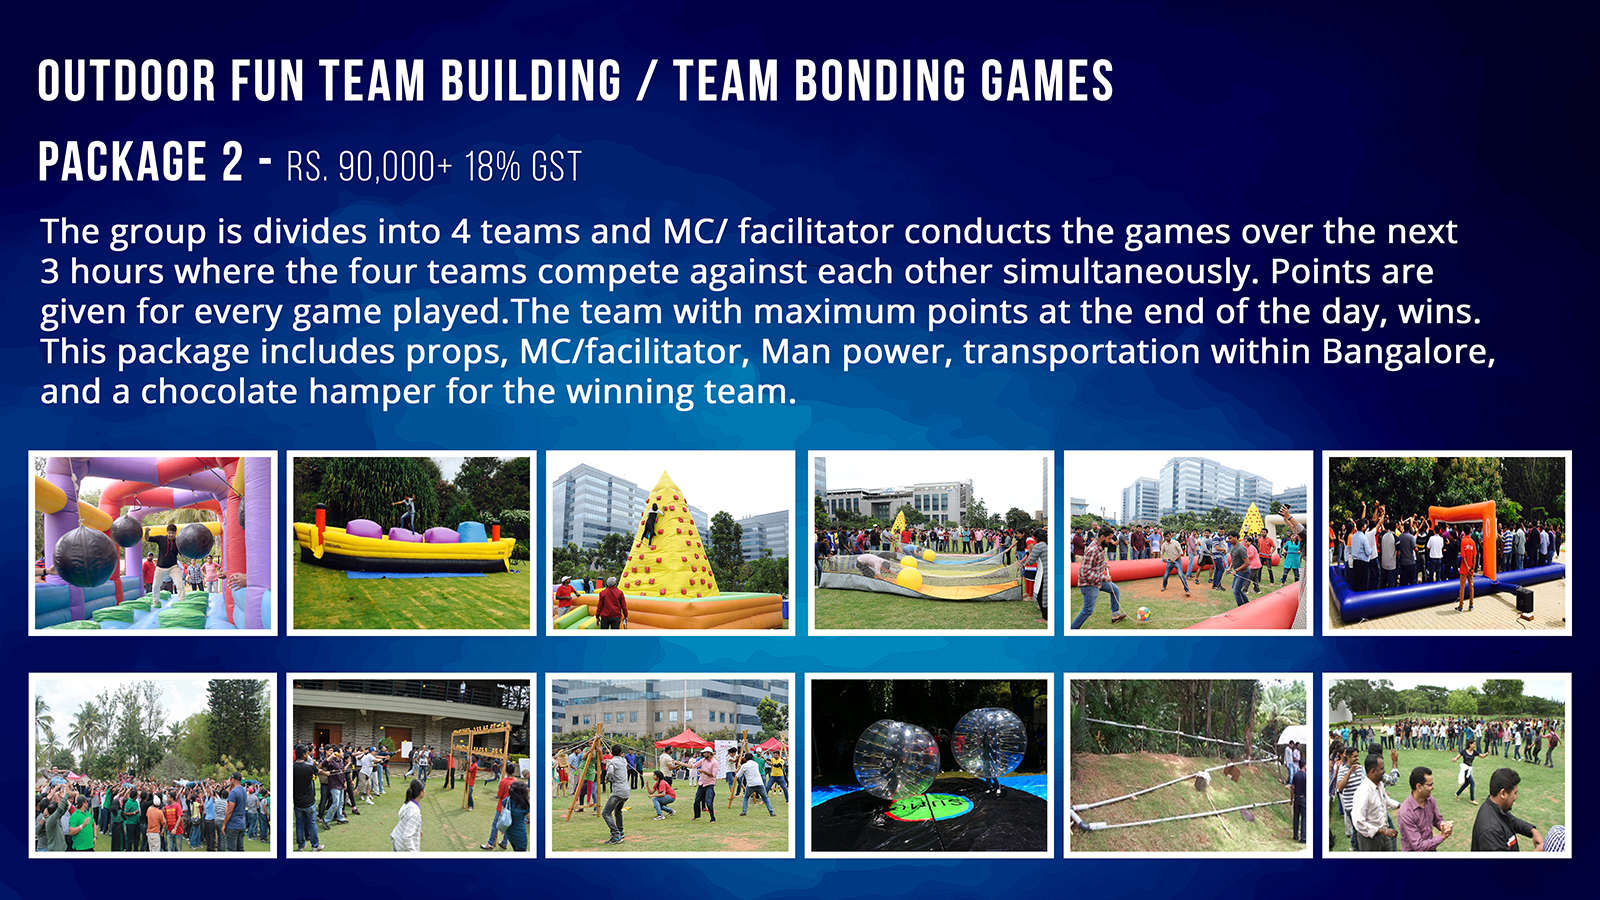 OUTDOOR FUN TEAM BUILDING / TEAM BONDING GAMES
PACKAGE 2 - RS. 90,000+ 18% GST
The group is divides into 4 teams and MC/ facilitator conducts the games over the next
3 hours where the four teams compete against each other simultaneously. Points are
given for every game played.The team with maximum points at the end of the day, wins.
This package includes props, MC/facilitator, Man power, transportation within Bangalore,
and a chocolate hamper for the winning team.
SUMO